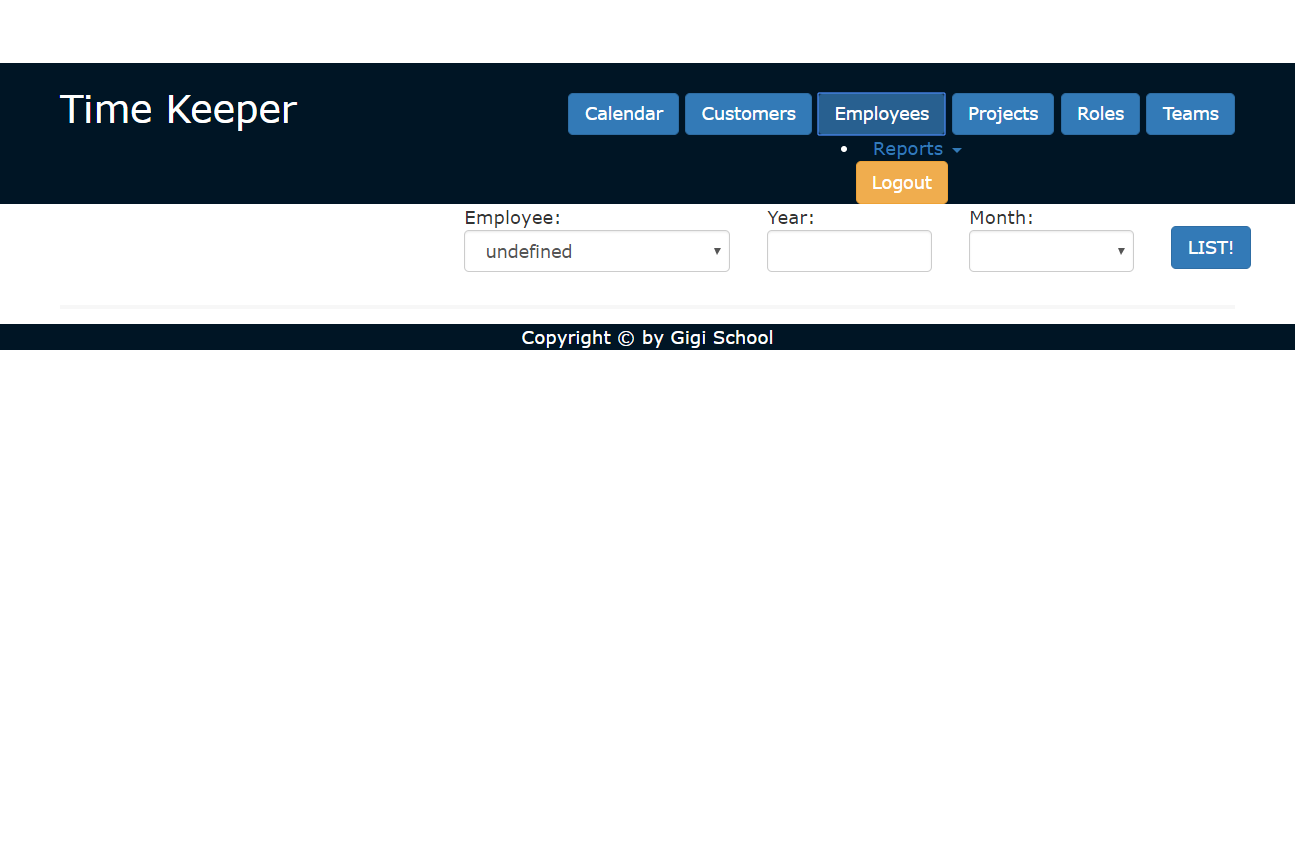 Time Keeper
Calendar Customers Employees Projects Roles Teams
Reports
Logout
Employee: Year: Month:
undefined LIST!
Copyright © by Gigi School